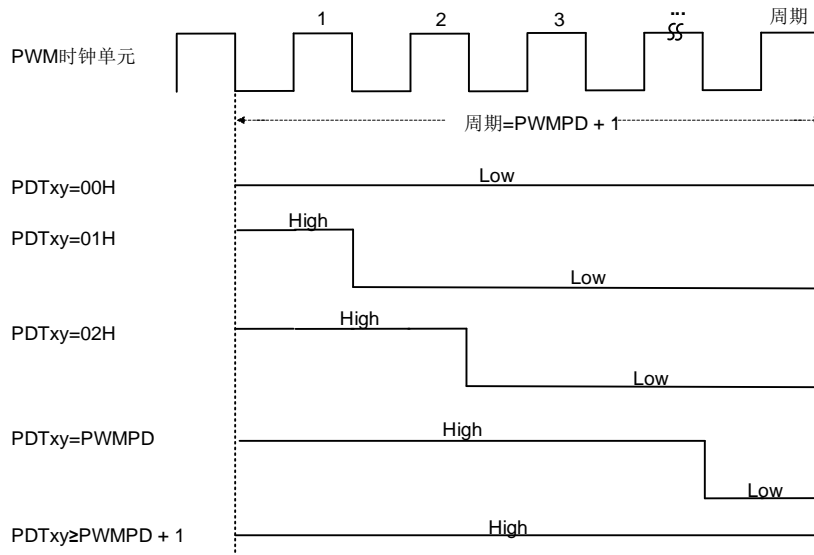 1 2 3 ... 周期
PWM时钟单元
周期=PWMPD + 1
PDTxy=00H Low
High
PDTxy=01H
Low
High
PDTxy=02H
Low
PDTxy=PWMPD High
Low
PDTxy≥PWMPD + 1 High